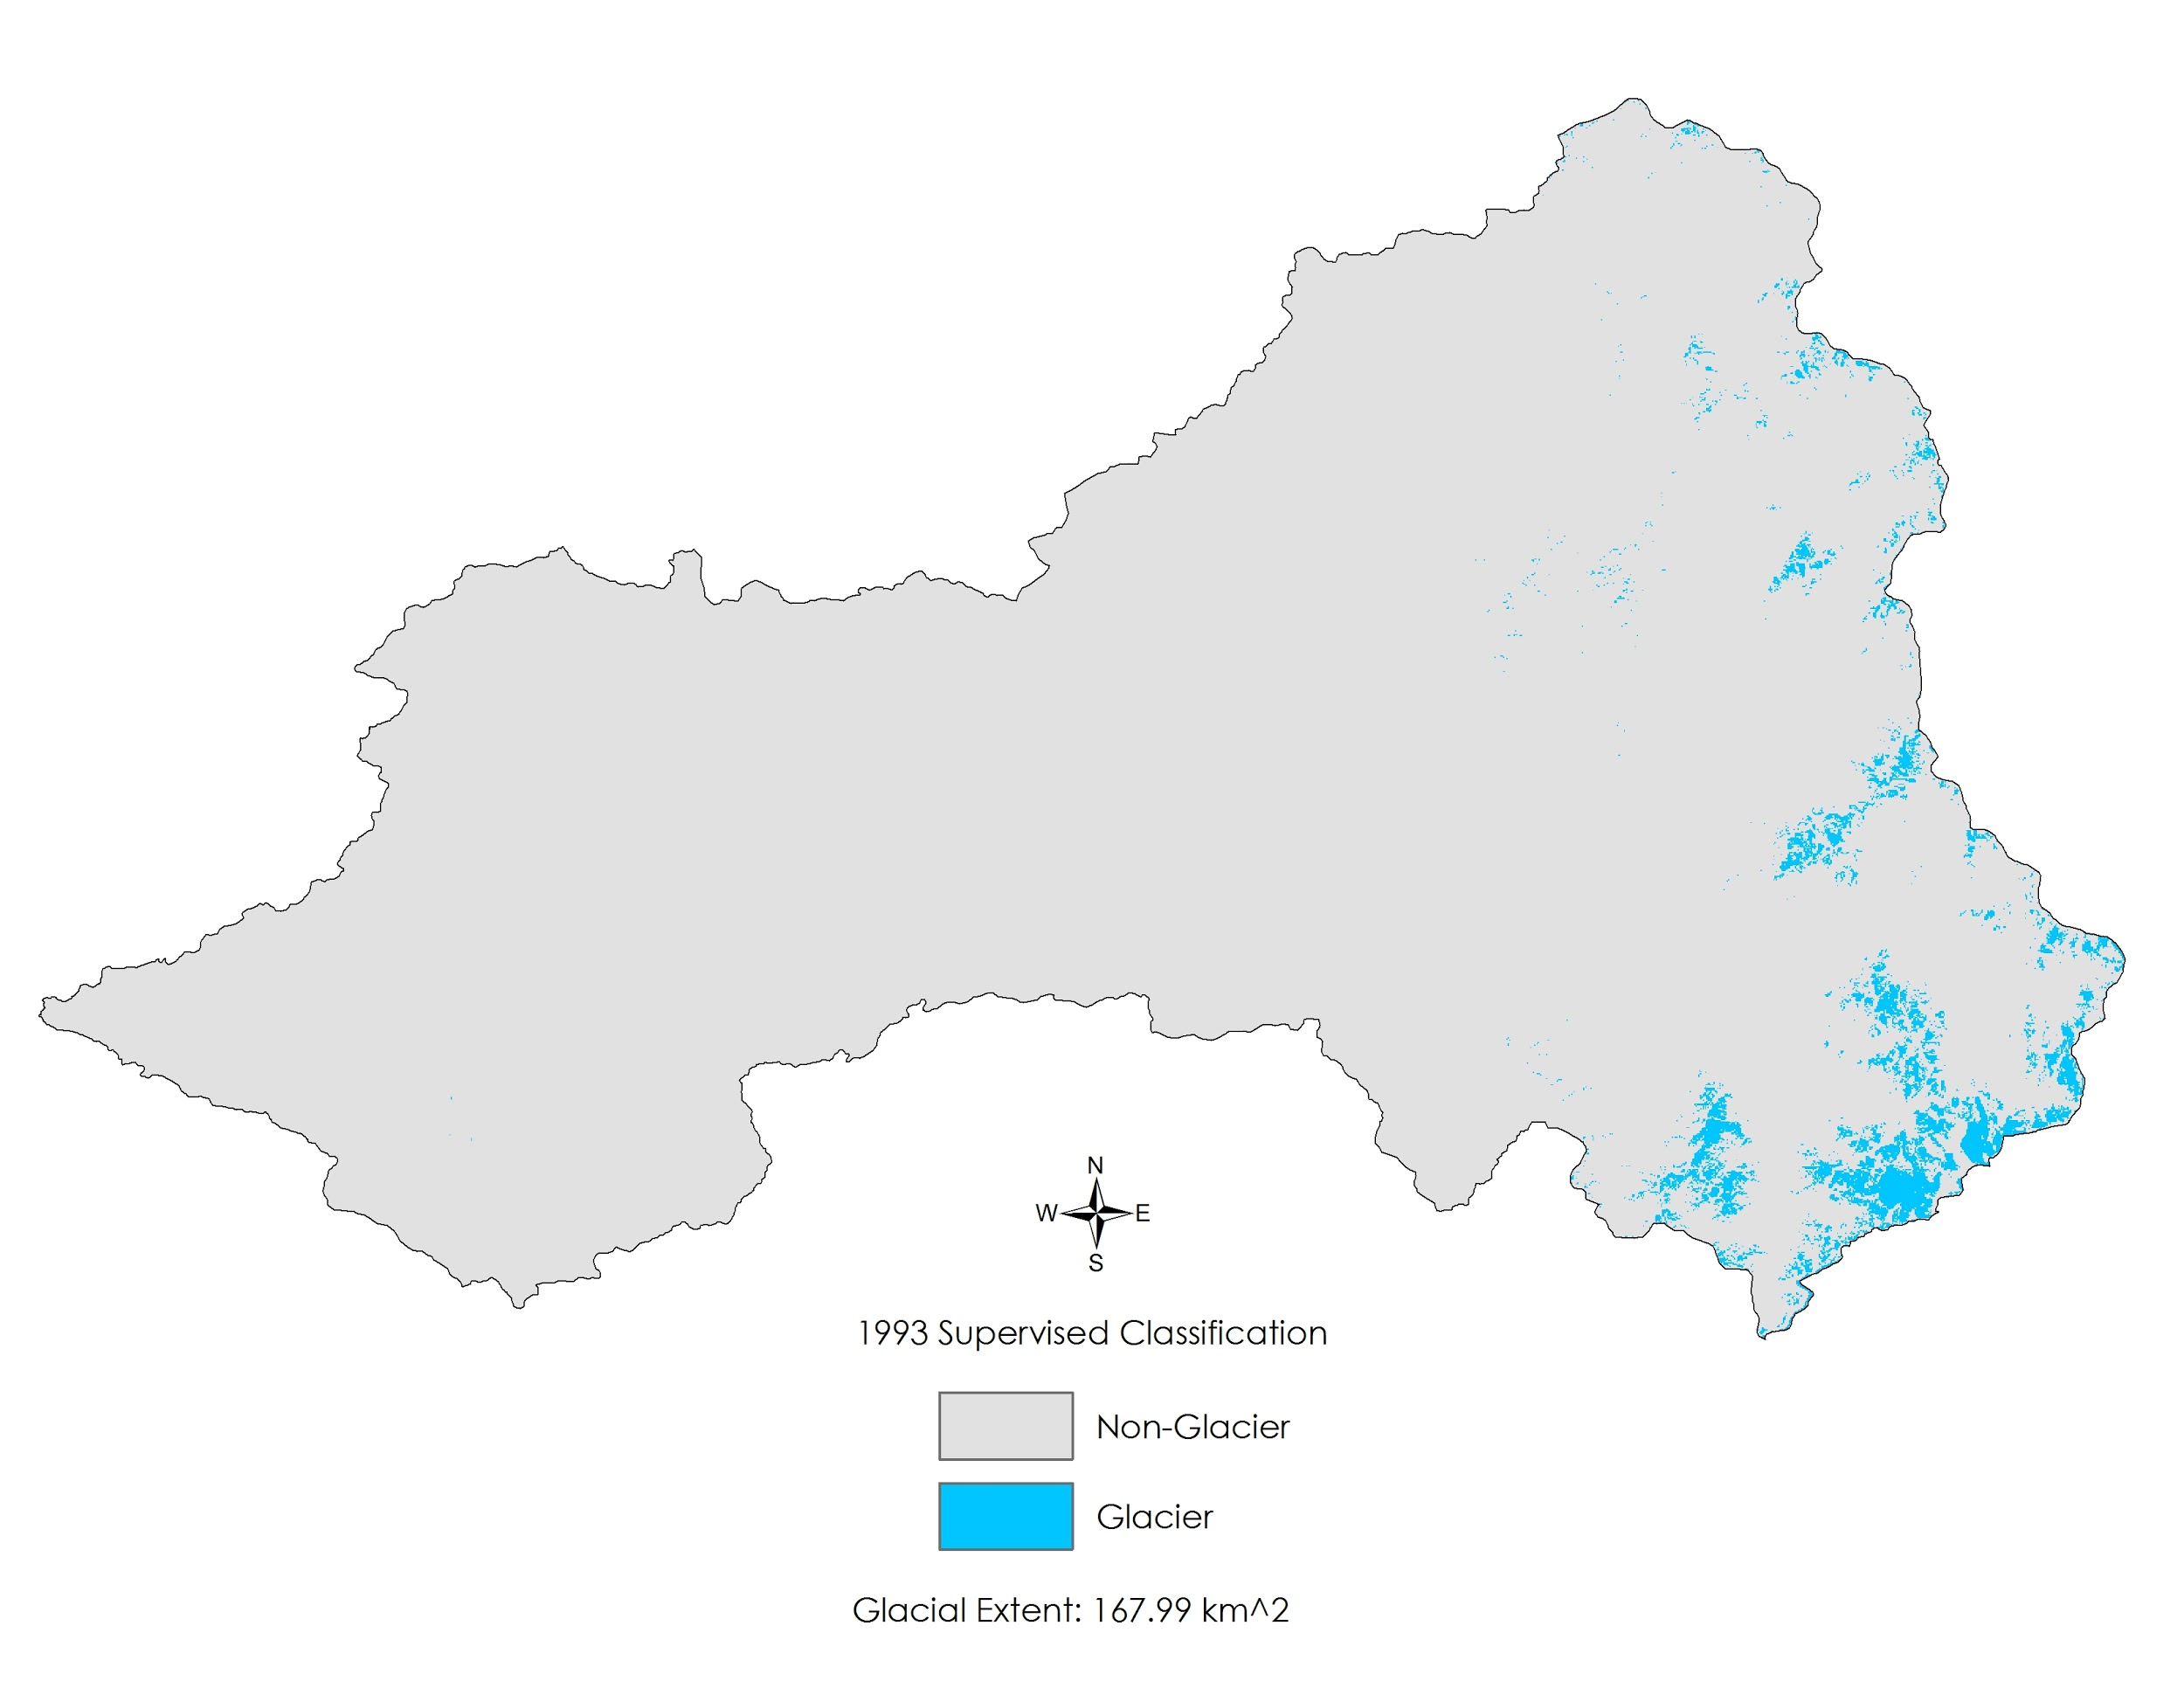 N
W E
S
1993 Supervised Classification
Non-Glacier
Glacier
Glacial Extent: 167.99 km^2